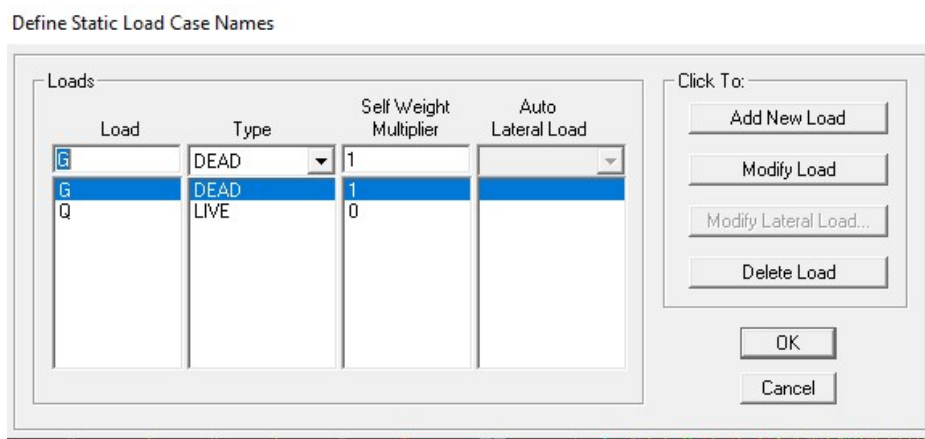 Define Static Load Case Names
Loads
Click To:
Load Type Self Weight Multiplier Auto Lateral Load
G DEAD 1
G DEAD 1
Q LIVE 0
Add New Load
Modify Load
Modify Lateral Load...
Delete Load
OK
Cancel